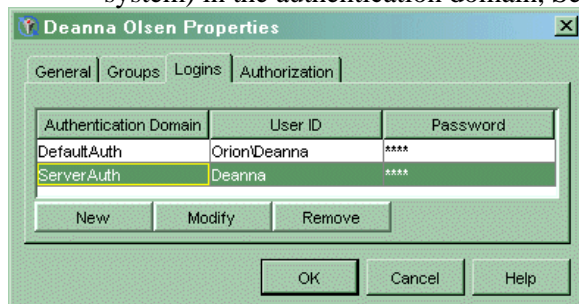 system) in the authentication domain, Se
Deanna Olsen Properties
General Groups Logins Authorization
Authentication Domain User ID Password
DefaultAuth Orion\Deanna ****
ServerAuth Deanna ****
New Modify Remove
OK Cancel Help